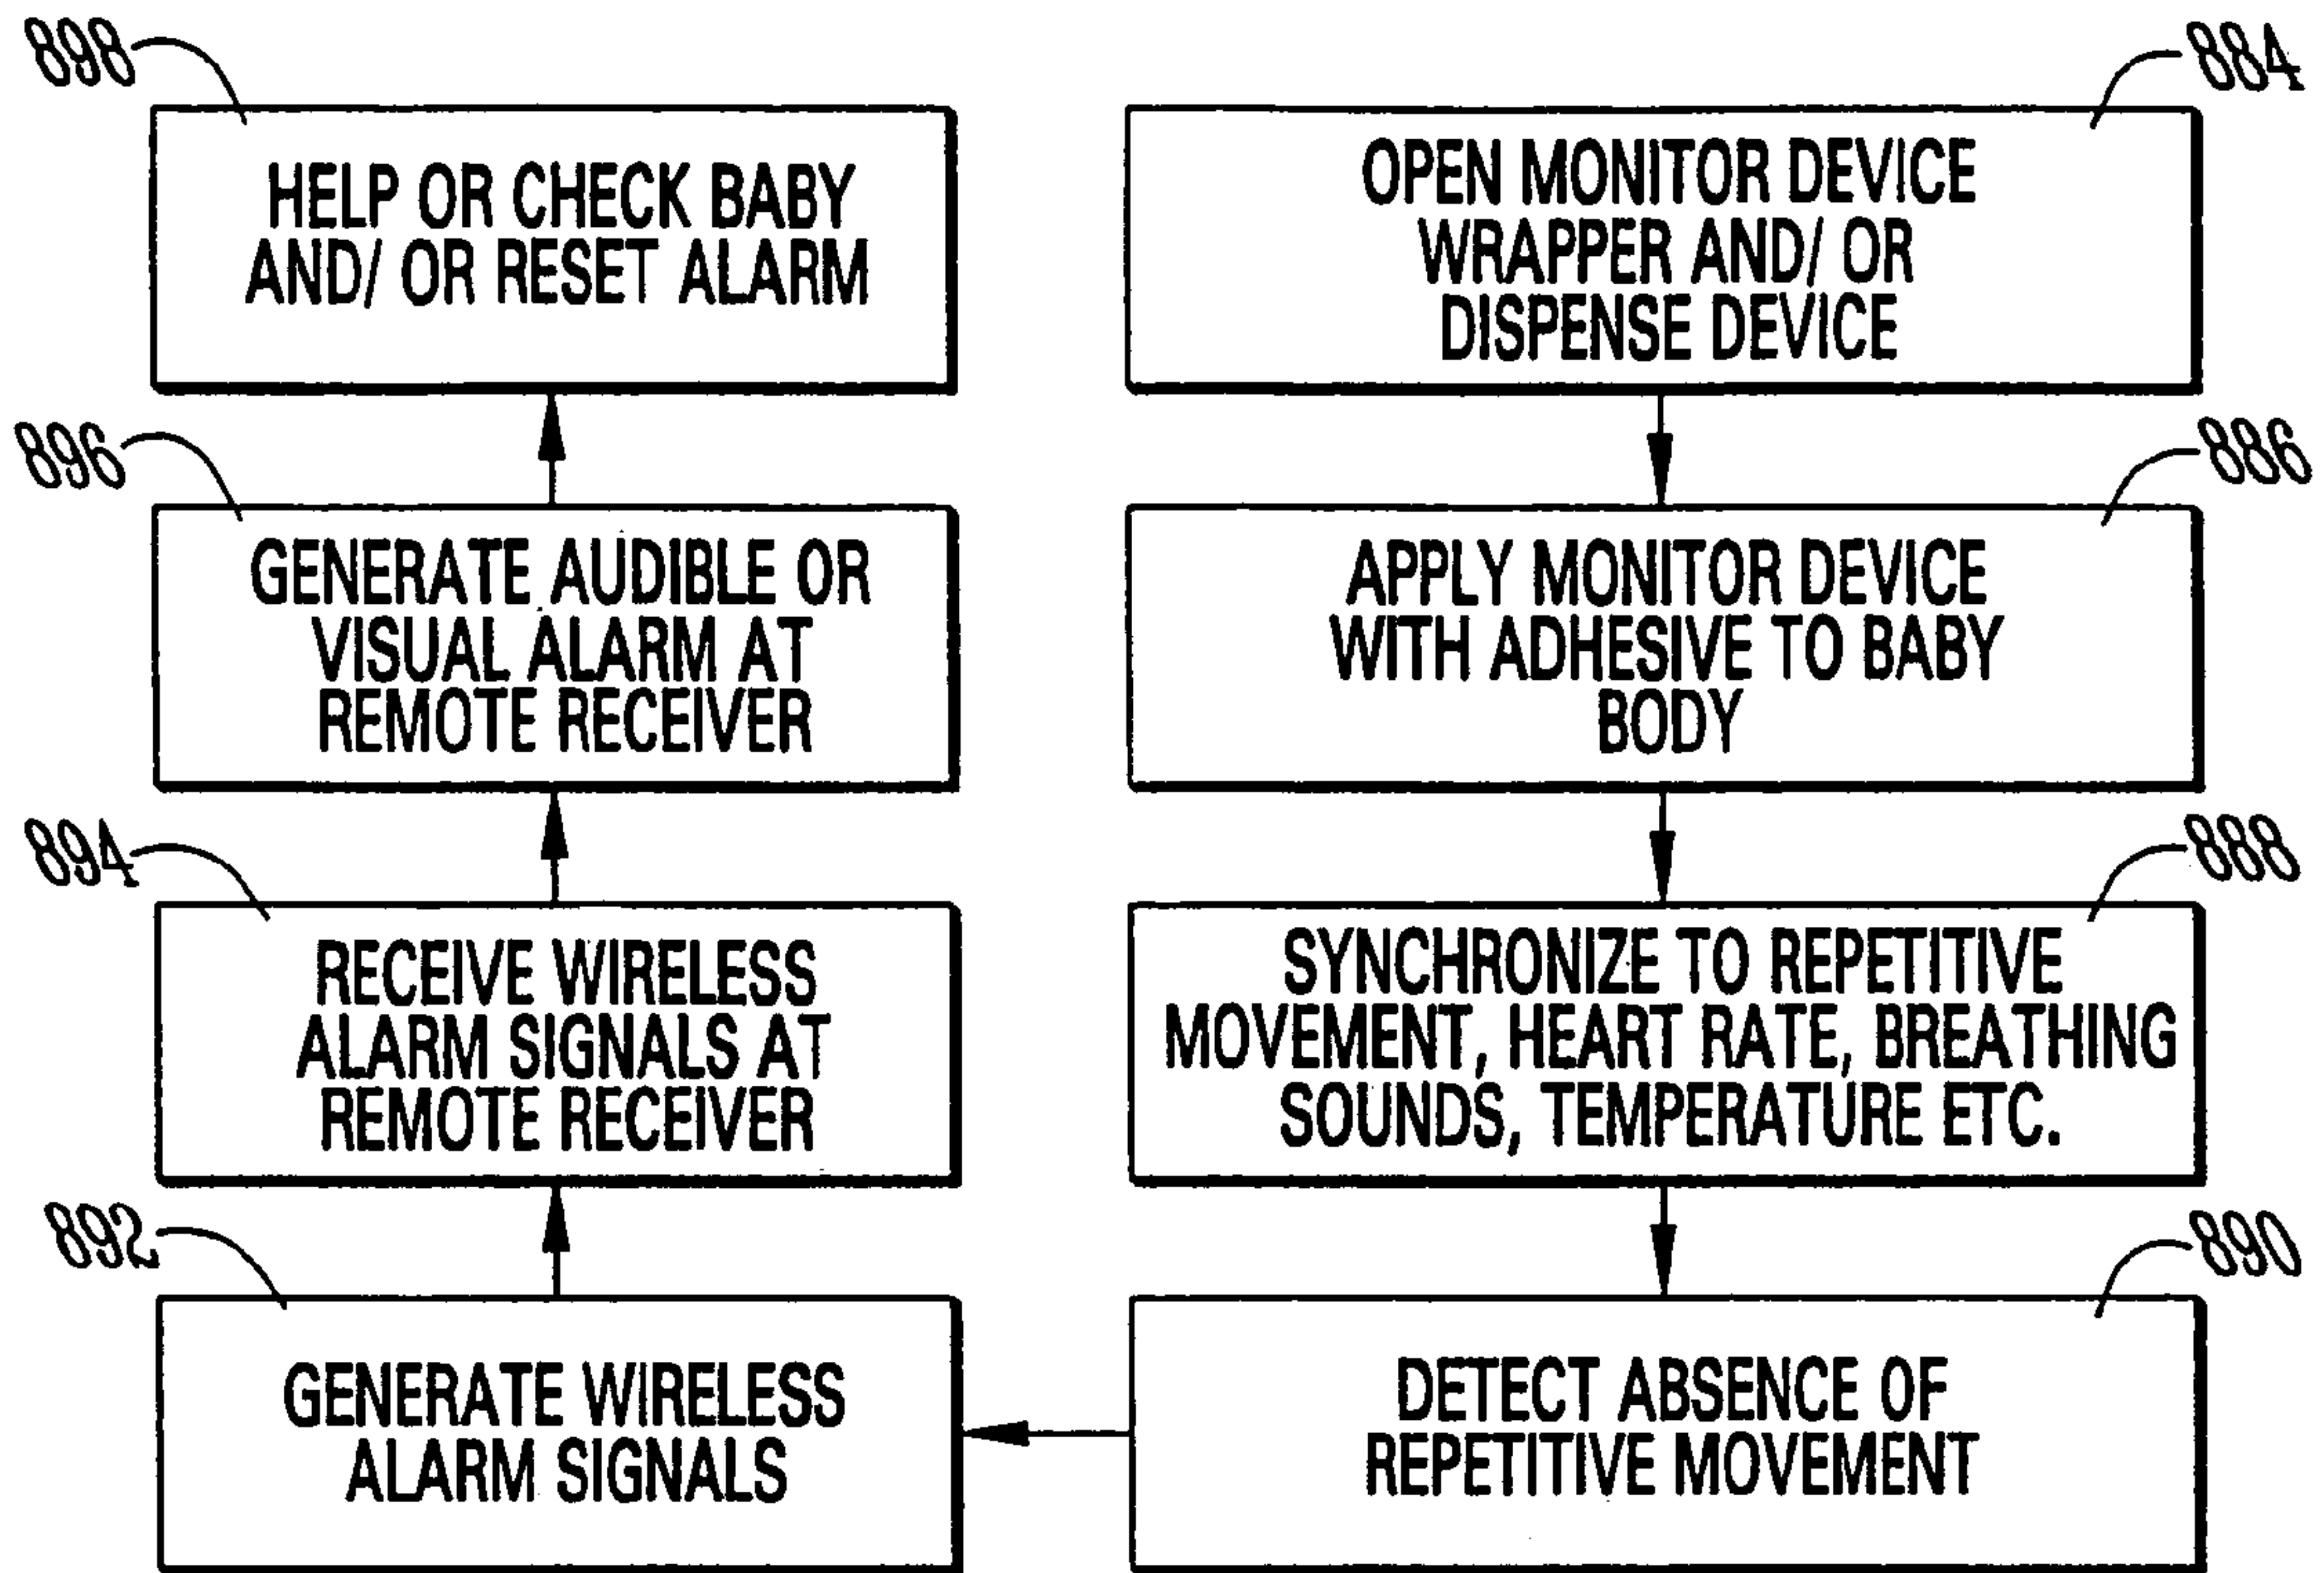 898
HELP OR CHECK BABY
AND/ OR RESET ALARM
884
OPEN MONITOR DEVICE
WRAPPER AND/ OR
DISPENSE DEVICE
896
GENERATE AUDIBLE OR
VISUAL ALARM AT
REMOTE RECEIVER
886
APPLY MONITOR DEVICE
WITH ADHESIVE TO BABY
BODY
894
RECEIVE WIRELESS
ALARM SIGNALS AT
REMOTE RECEIVER
888
SYNCHRONIZE TO REPETITIVE
MOVEMENT, HEART RATE, BREATHING
SOUNDS, TEMPERATURE ETC.
892
GENERATE WIRELESS
ALARM SIGNALS
890
DETECT ABSENCE OF
REPETITIVE MOVEMENT